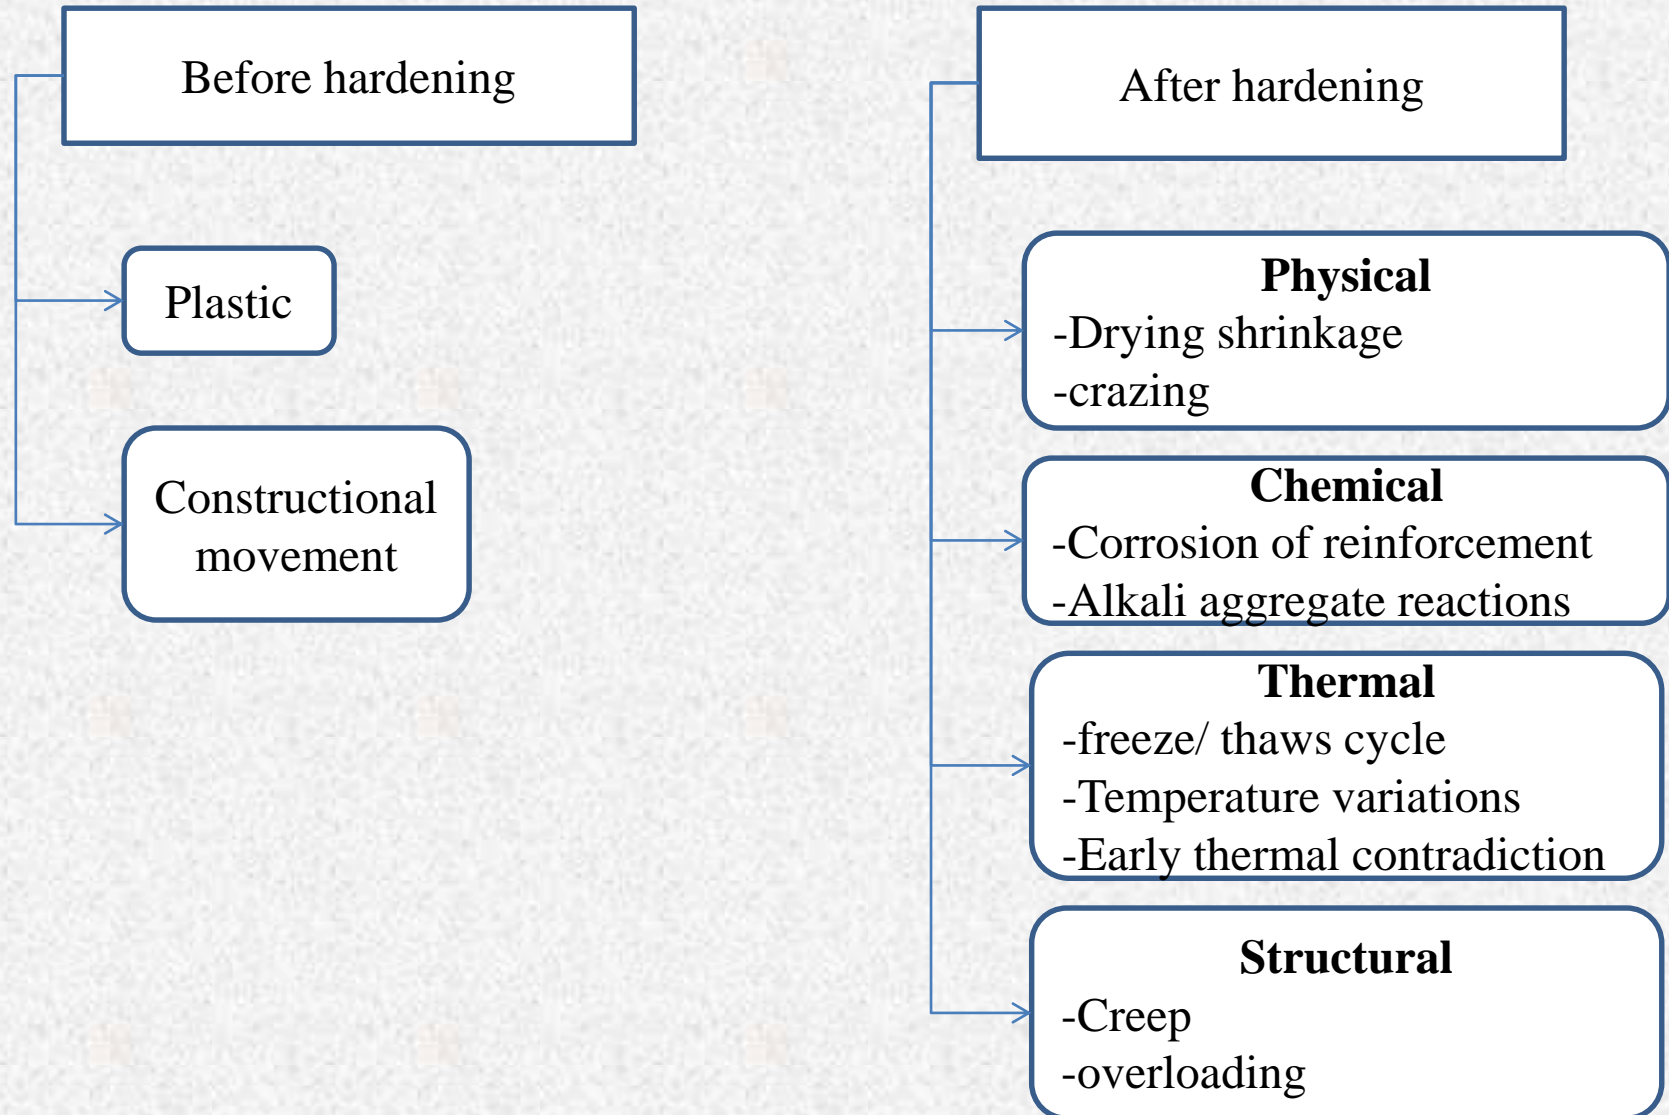 Before hardening
Plastic
Constructional
movement
After hardening
Physical
-Drying shrinkage
-crazing
Chemical
-Corrosion of reinforcement
-Alkali aggregate reactions
Thermal
-freeze/ thaws cycle
-Temperature variations
-Early thermal contradiction
Structural
-Creep
-overloading